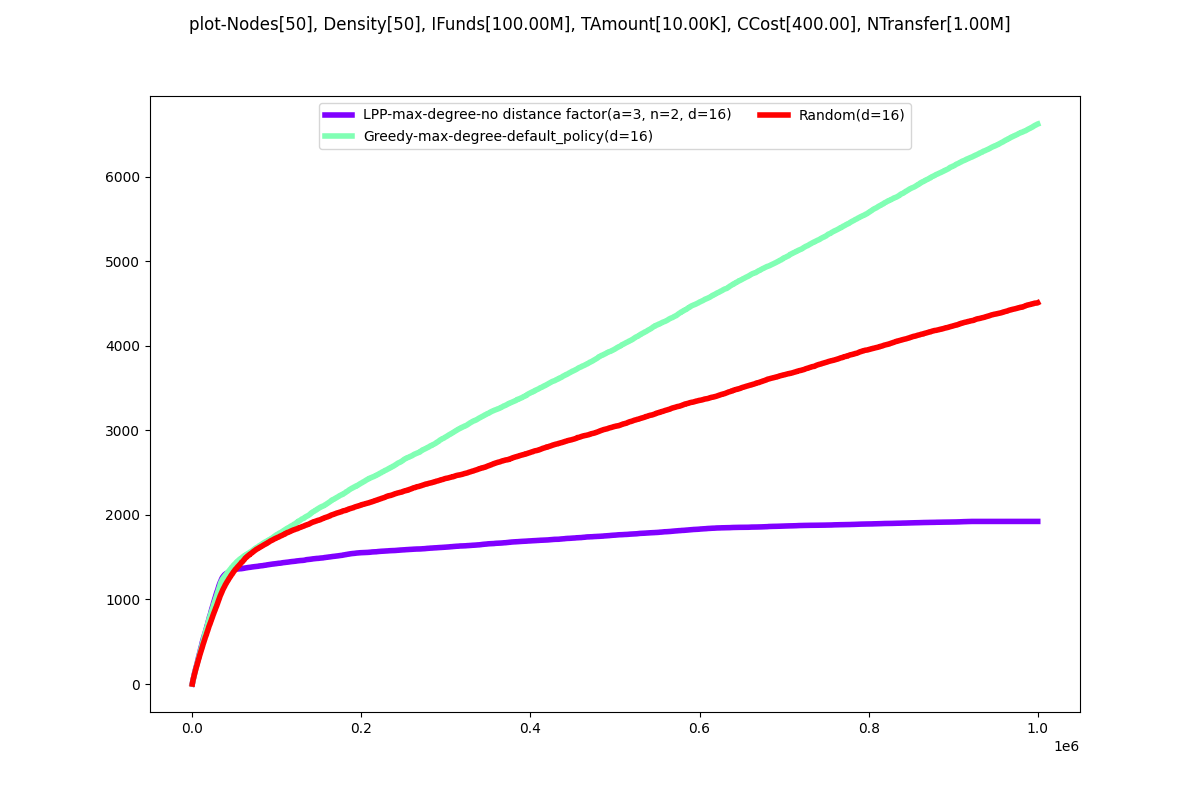 plot-Nodes[50], Density[50], IFunds[100.00M], TAmount[10.00K], CCost[400.00], NTransfer[1.00M]
LPP-max-degree-no distance factor(a=3, n=2, d=16)
Greedy-max-degree-default_policy(d=16)
Random(d=16)
6000
5000
4000
3000
2000
1000
0
0.0 0.2 0.4 0.6 0.8 1.0
1e6